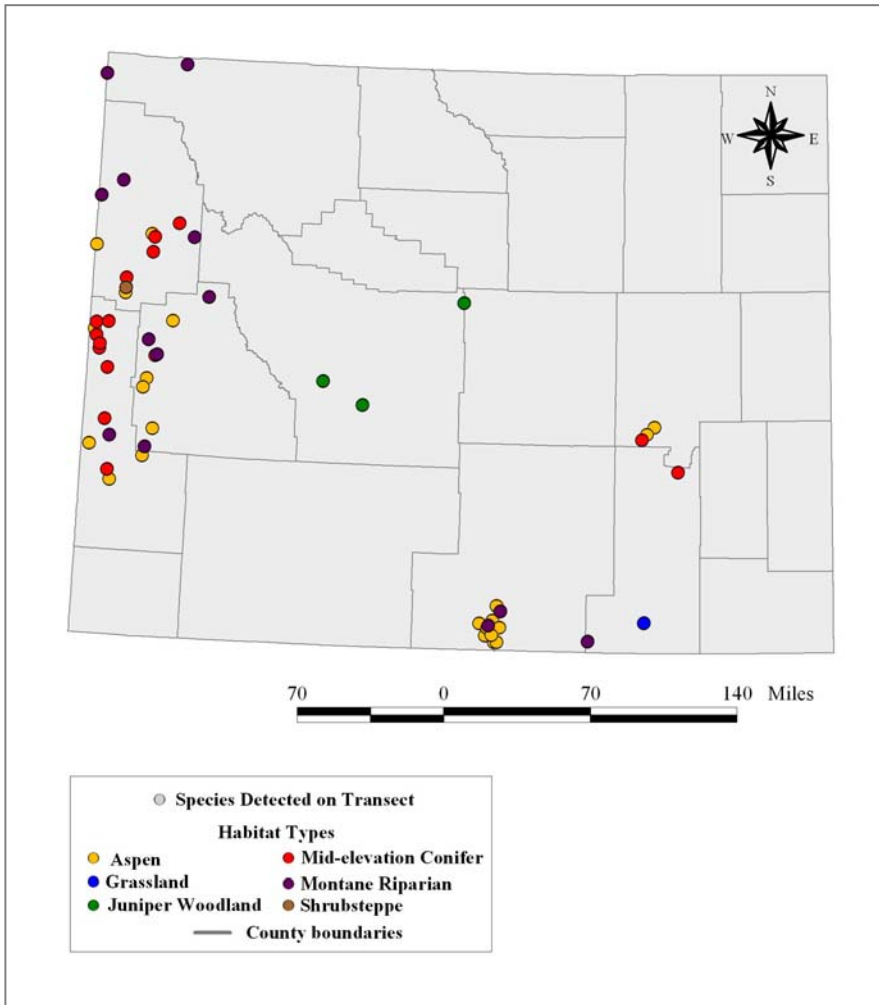 N
W E
S
70 0 70 140 Miles
Species Detected on Transect
Habitat Types
Aspen Mid-elevation Conifer
Grassland Montane Riparian
Juniper Woodland Shrubsteppe
County boundaries